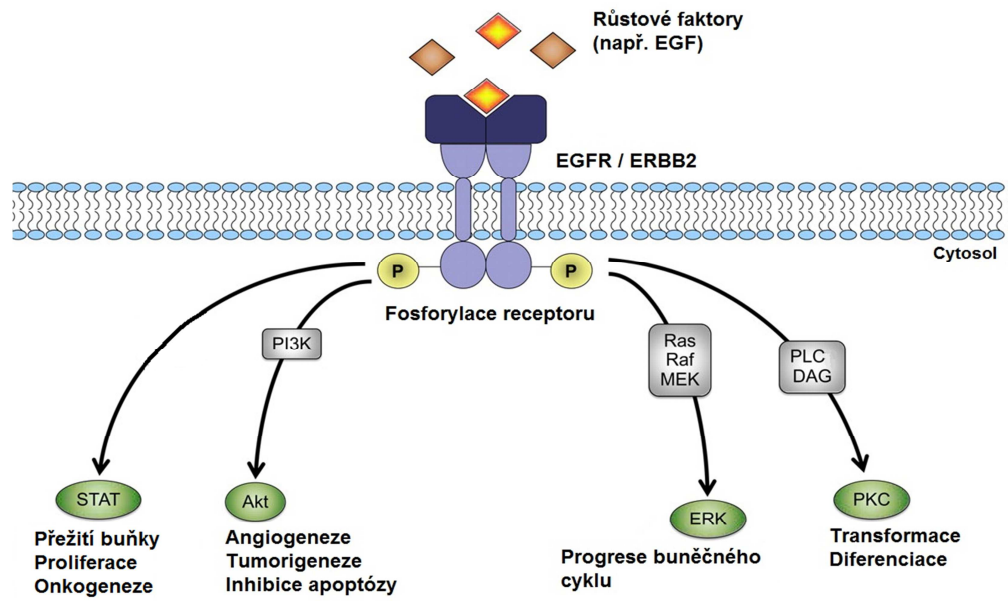 Růstové faktory
(např. EGF)
EGFR / ERBB2
Cytosol
P
P
Fosforylace receptoru
PI3K
Ras
Raf
MEK
PLC
DAG
STAT
Přežití buňky
Proliferace
Onkogeneze
Akt
Angiogeneze
Tumorigeneze
Inhibice apoptózy
ERK
Progrese buněčného
cyklu
PKC
Transformace
Diferenciace